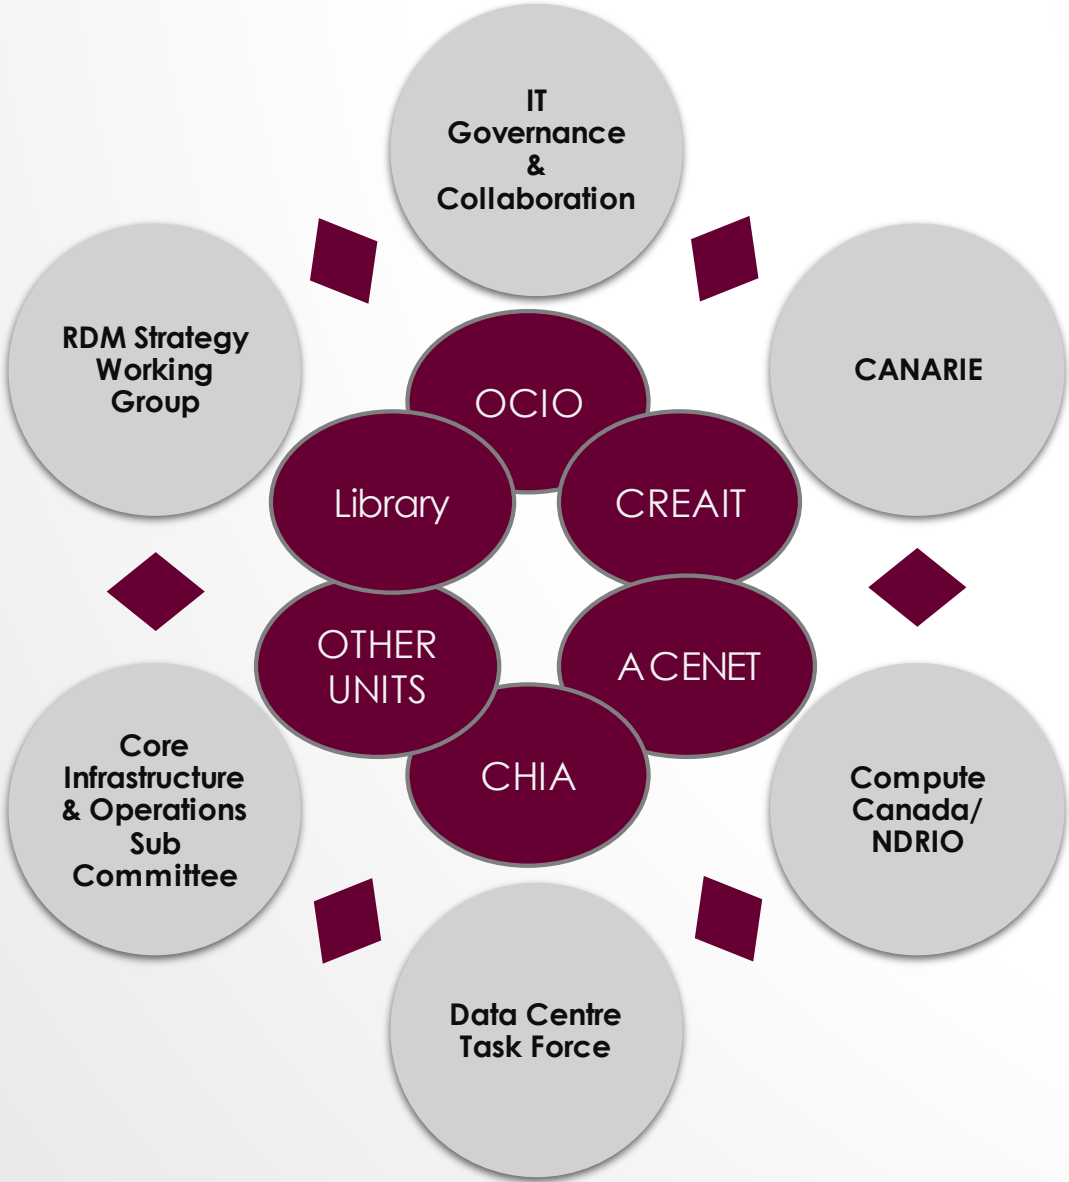 IT
Governance
&
Collaboration
RDM Strategy
Working
Group
CANARIE
OCIO
Library
CREAIT
OTHER
UNITS
ACENET
CHIA
Core
Infrastructure
& Operations
Sub
Committee
Compute
Canada/
NDRIO
Data Centre
Task Force